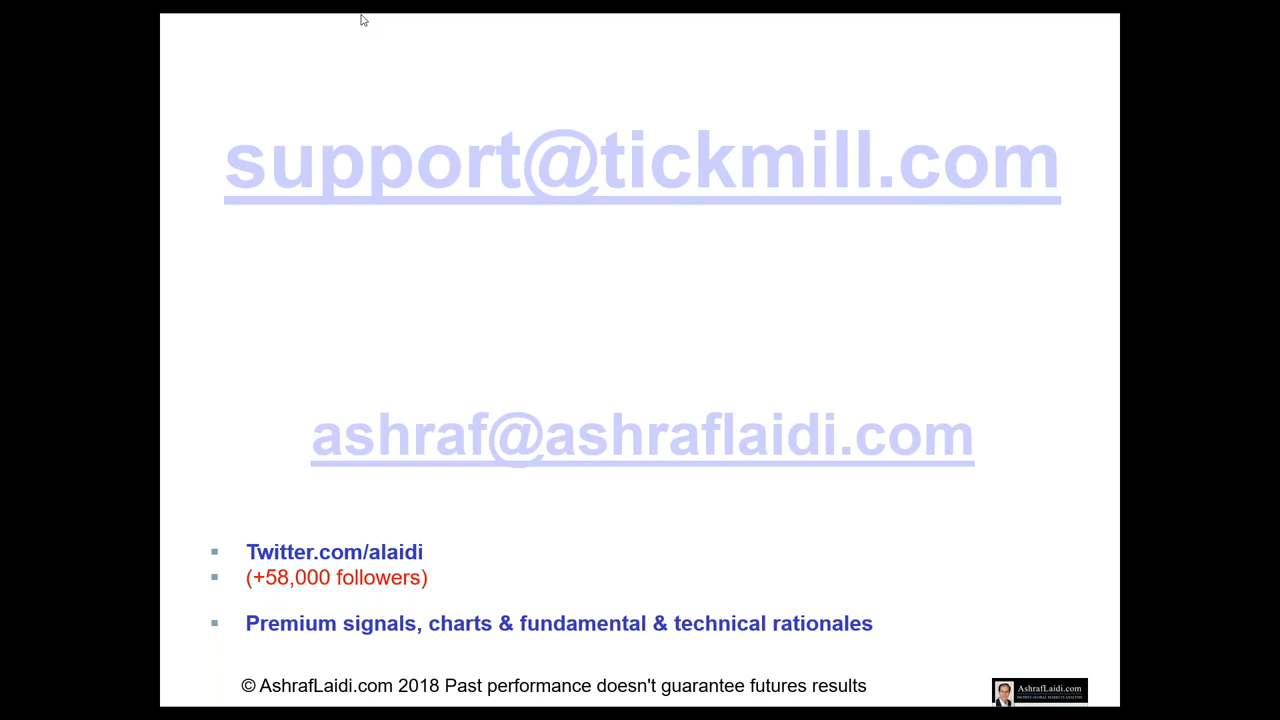 support@tickmill.com
ashraf@ashraflaidi.com
Twitter.com/alaidi
(+58,000 followers)
Premium signals, charts & fundamental & technical rationales
© AshrafLaidi.com 2018 Past performance doesn't guarantee futures results
AshrafLaidi.com